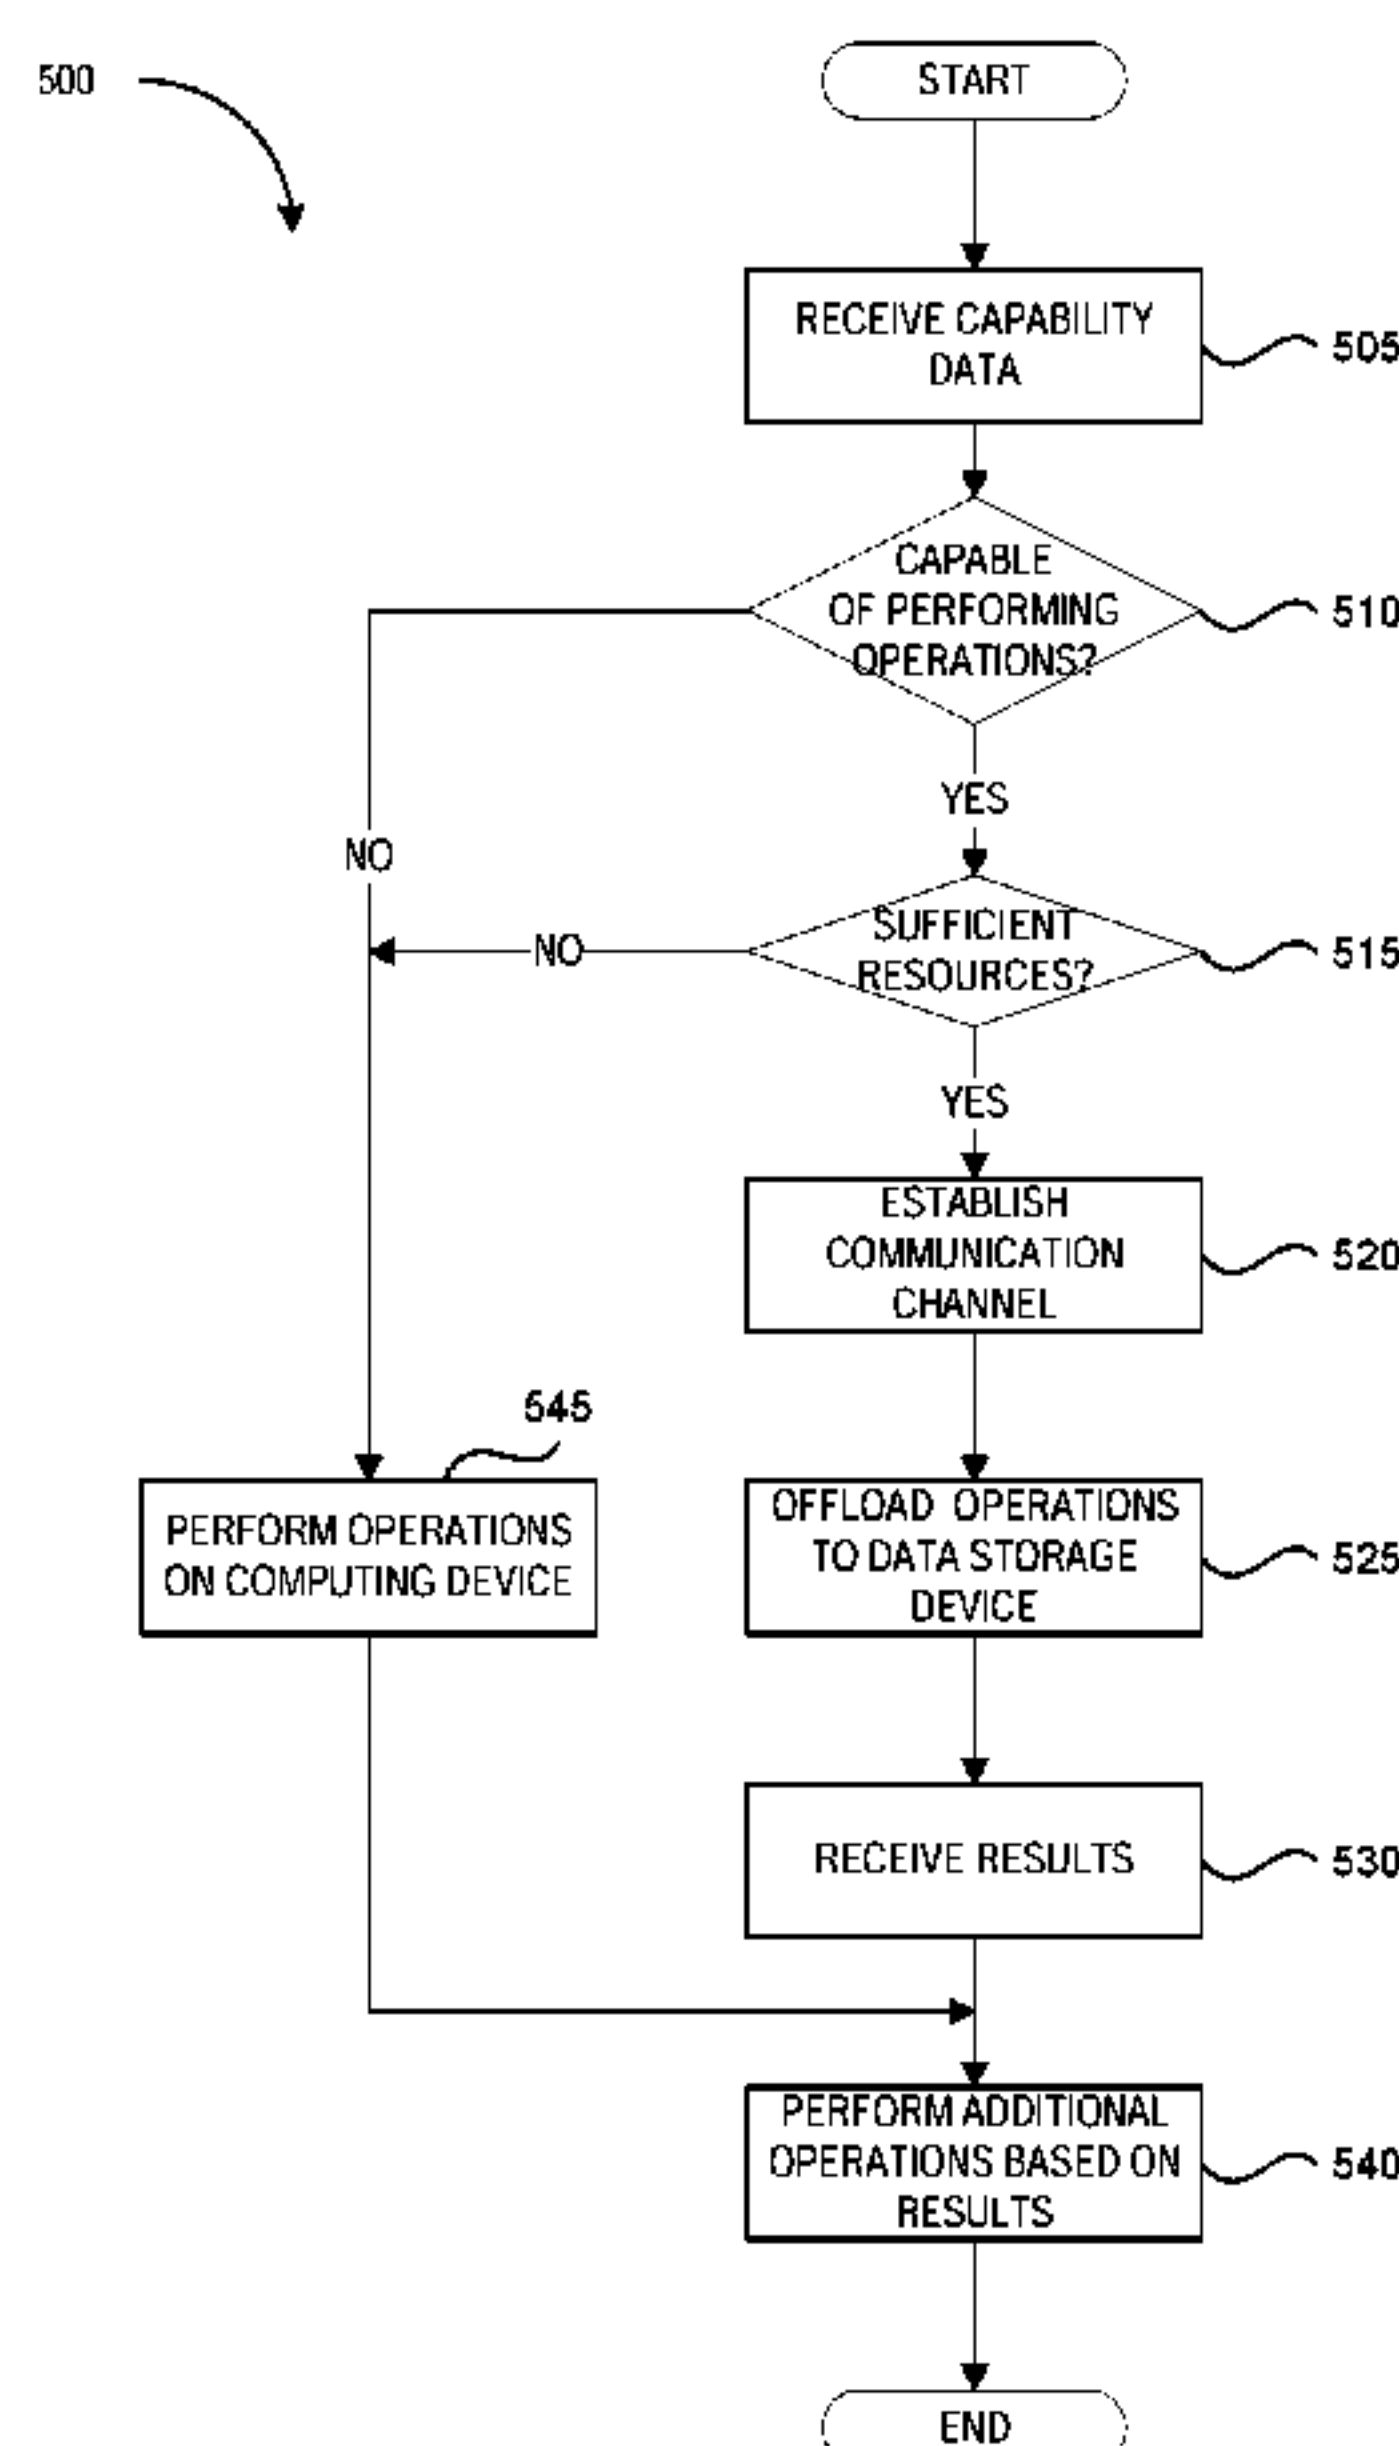 500
START
RECEIVE CAPABILITY
DATA
505
CAPABLE
OF PERFORMING
OPERATIONS?
510
YES
NO
SUFFICIENT
RESOURCES?
515
NO
YES
ESTABLISH
COMMUNICATION
CHANNEL
520
545
PERFORM OPERATIONS
ON COMPUTING DEVICE
OFFLOAD OPERATIONS
TO DATA STORAGE
DEVICE
525
RECEIVE RESULTS
530
PERFORM ADDITIONAL
OPERATIONS BASED ON
RESULTS
540
END